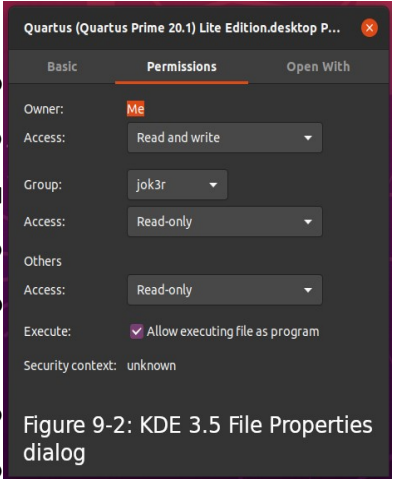 Quartus (Quartus Prime 20.1) Lite Edition.desktop P...
Basic Permissions Open With
Owner: Me
Access: Read and write
Group: jok3r
Access: Read-only
Others
Access: Read-only
Execute: Allow executing file as program
Security context: unknown
Figure 9-2: KDE 3.5 File Properties
dialog